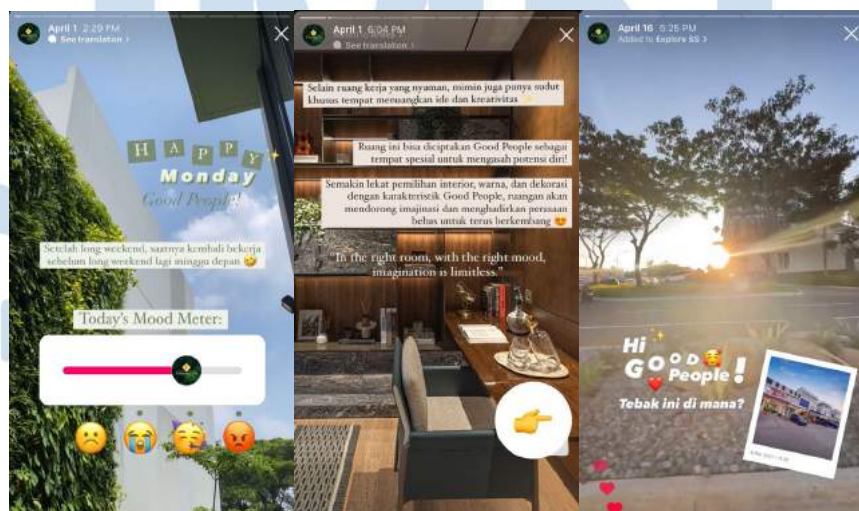 April 1 2:29 PM
See translation >
HAPPY
Monday
Good People!
Setelah long weekend, saatnya kembali bekerja
sebelum long weekend lagi minggu depan
Today's Mood Meter:
April 1 6:04 PM
See translation >
Selain ruang kerja yang nyaman, mimin juga punya sudut
khusus tempat menuangkan ide dan kreativitas
Ruang ini bisa diciptakan Good People sebagai
tempat spesial untuk mengasah potensi diri!
Semakin lekat pemilihan interior, warna, dan dekorasi
dengan karakteristik Good People, ruangan akan
mendorong imajinasi dan menghadirkan perasaan
bebas untuk terus berkembang
"In the right room, with the right mood,
imagination is limitless."
April 16 5:25 PM
Added to Explore SS >
Hi
GOOD
People!
Tebak ini di mana?